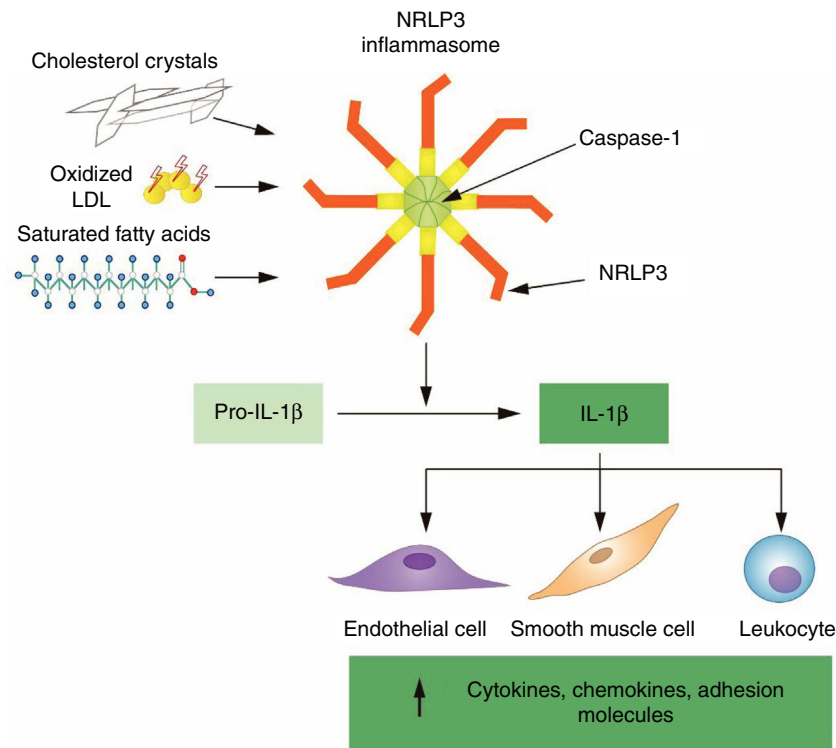 NRLP3
inflammasome
Cholesterol crystals
Caspase-1
Oxidized
LDL
Saturated fatty acids
NRLP3
Pro-IL-1β
IL-1β
Endothelial cell
Smooth muscle cell
Leukocyte
Cytokines, chemokines, adhesion
molecules